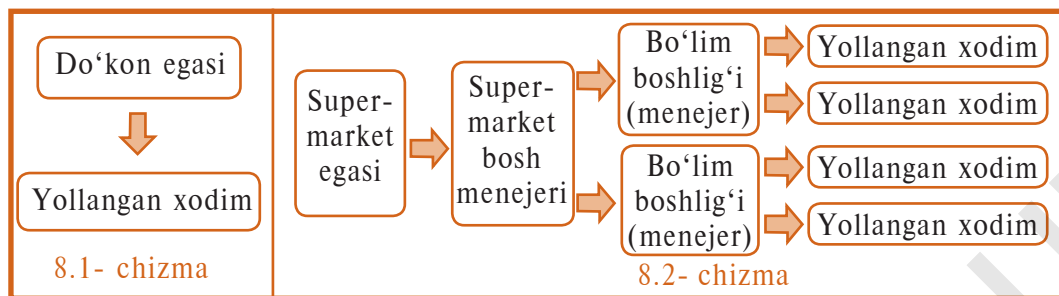 Do‘kon egasi
Yollangan xodim
8.1- chizma
Super-
market
egasi
Super-
market
bosh
menejeri
Bo‘lim
boshlig‘i
(menejer)
Bo‘lim
boshlig‘i
(menejer)
Yollangan xodim
Yollangan xodim
Yollangan xodim
Yollangan xodim
8.2- chizma